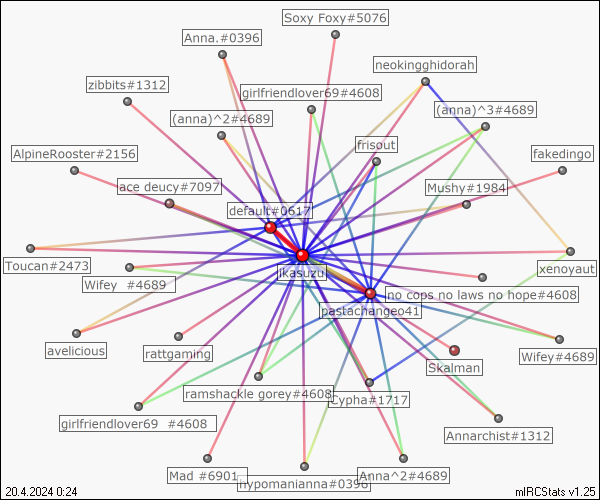 Soxy Foxy#5076
Anna.#0396
neokingghidorah
zibbits#1312
girlfriendlover69#4608
(anna)^3#4689
(anna)^2#4689
frisout
AlpineRooster#2156
fakedingo
ace deucy#7097
Mushy#1984
default#0617
Toucan#2473
xenoyaut
jkasuzu
Wifey #4689
no cops no laws no hope#4608
pastachangeo41
avelicious
rattgaming
Wifey#4689
Skalman
ramshackle gorey#4608
Cypha#1717
girlfriendlover69 #4608
Annarchist#1312
Mad #6901
hypomanianna#0396
Anna^2#4689
20.4.2024 0:24
mIRCStats v1.25